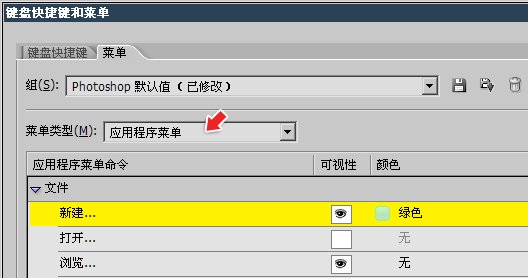 键盘快捷键和菜单
键盘快捷键 菜单
组(S): Photoshop 默认值（已修改）
菜单类型(M): 应用程序菜单
应用程序菜单命令 可视性 颜色
文件
新建... 绿色
打开... 无
浏览... 无